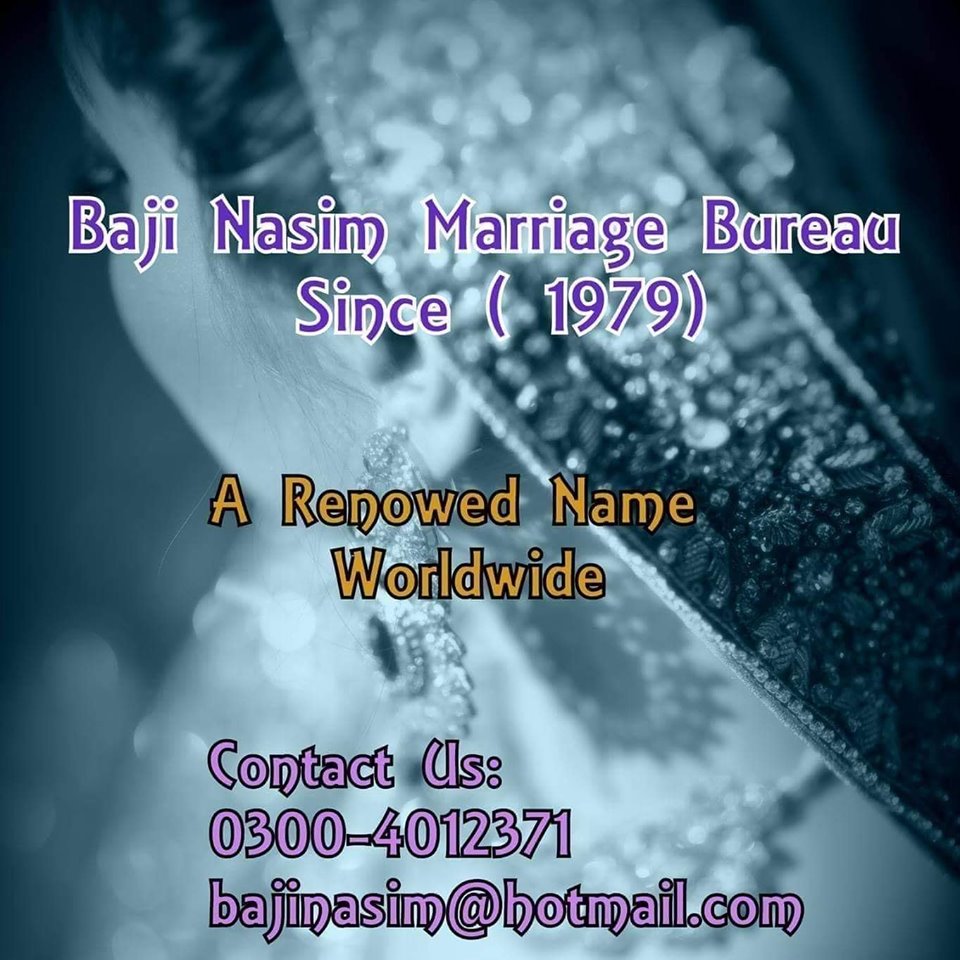 Baji Nasim Marriage Bureau
Since ( 1979)
A Renowed Name
Worldwide
Contact Us:
0300-4012371
bajinasim@hotmail.com